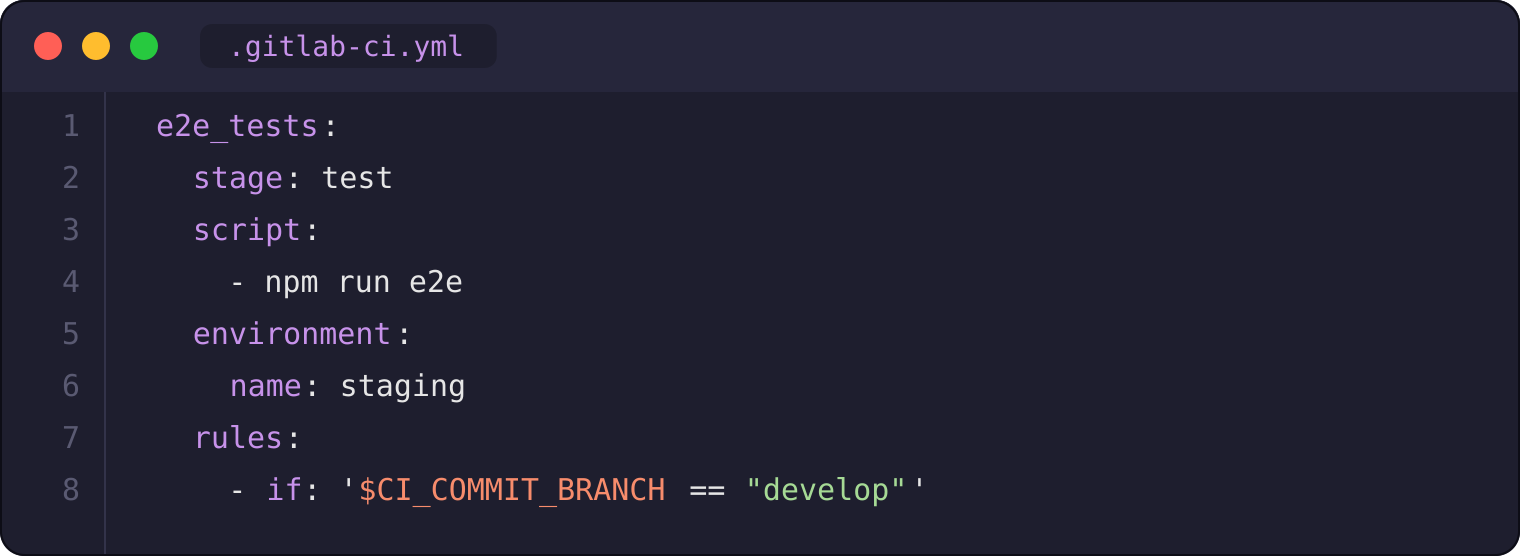 .gitlab-ci.yml
1 e2e_tests:
2   stage: test
3   script:
4     - npm run e2e
5   environment:
6     name: staging
7   rules:
8     - if: '$CI_COMMIT_BRANCH == "develop"'